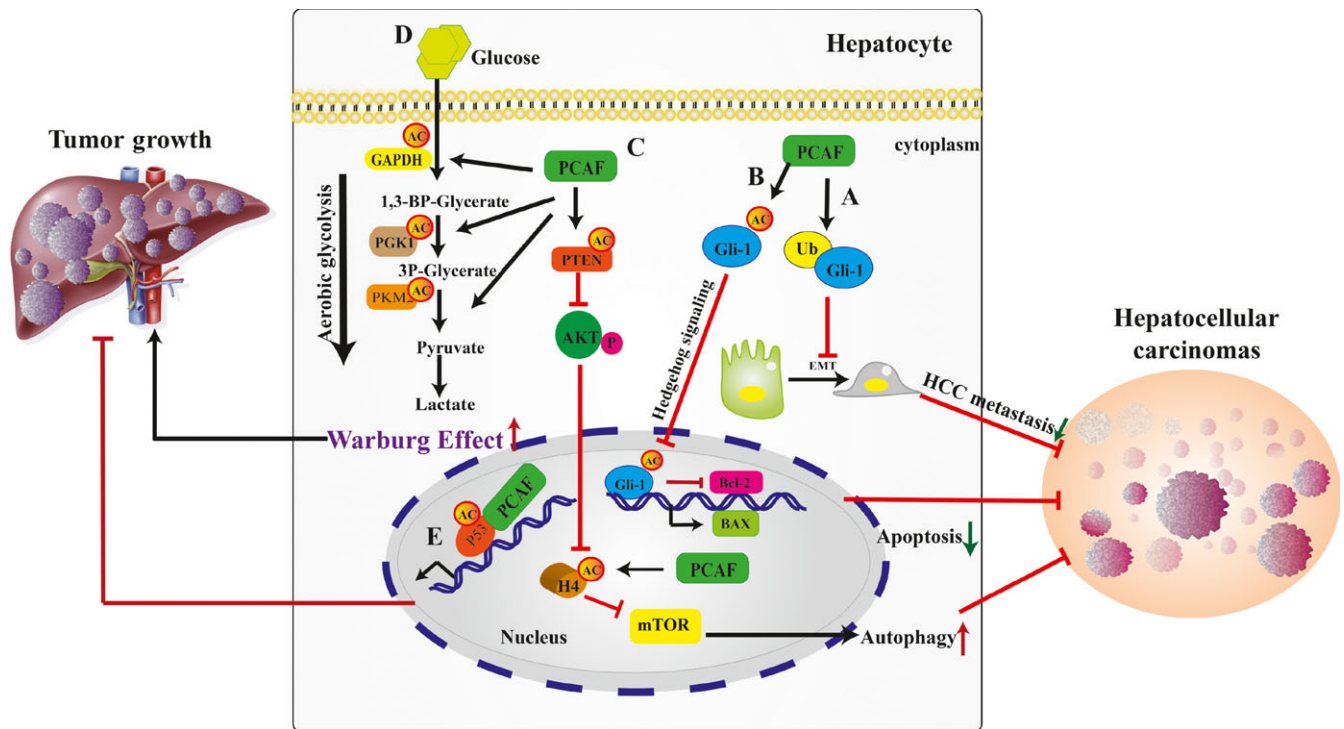 D
Glucose
Hepatocyte
Tumor growth
AC
GAPDH
C
PCAF
PCAF
cytoplasm
B
A
Aerobic glycolysis
1,3-BP-Glycerate
AC
PGK1
AC
PTEN
AC
Gli-1
Ub
Gli-1
3P-Glycerate
AC
PKM2
AKT
P
Hedgehog signaling
Pyruvate
EMT
Lactate
Hepatocellular
carcinomas
HCC metastasis
Warburg Effect
AC
P53
PCAF
E
AC
Gli-1
Bcl-2
BAX
Apoptosis
AC
H4
PCAF
mTOR
Nucleus
Autophagy